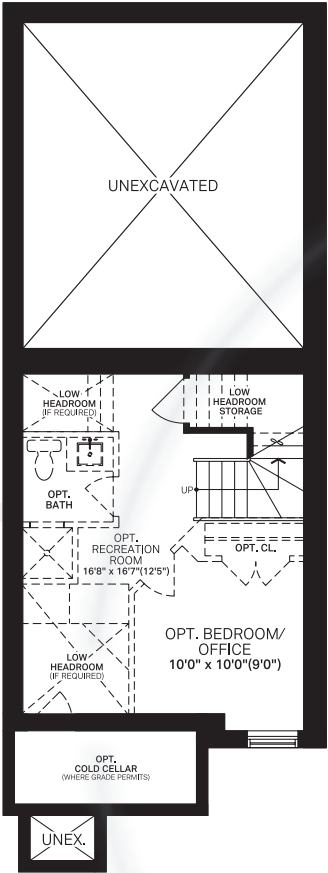 UNEXCAVATED
LOW
HEADROOM
(IF REQUIRED)
LOW
HEADROOM
STORAGE
OPT.
BATH
UP
OPT.
RECREATION
ROOM
16'8" x 16'7"(12'5")
OPT. CL.
OPT. BEDROOM/
OFFICE
10'0" x 10'0"(9'0")
LOW
HEADROOM
(IF REQUIRED)
OPT.
COLD CELLAR
(WHERE GRADE PERMITS)
UNEX.